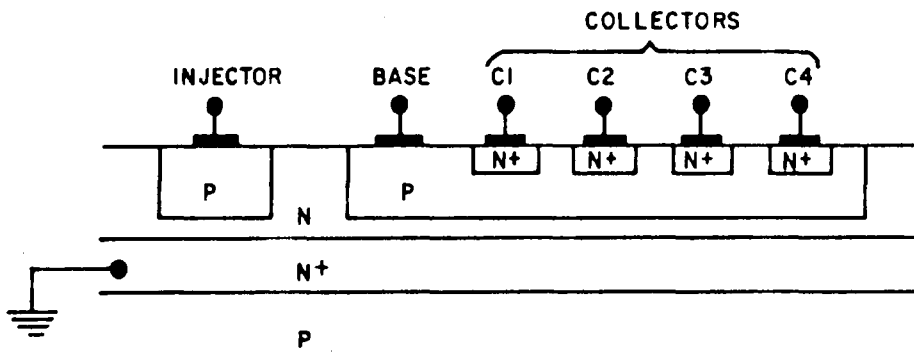 COLLECTORS
INJECTOR BASE C1 C2 C3 C4
N+ N+ N+ N+
P P
N
N+
P